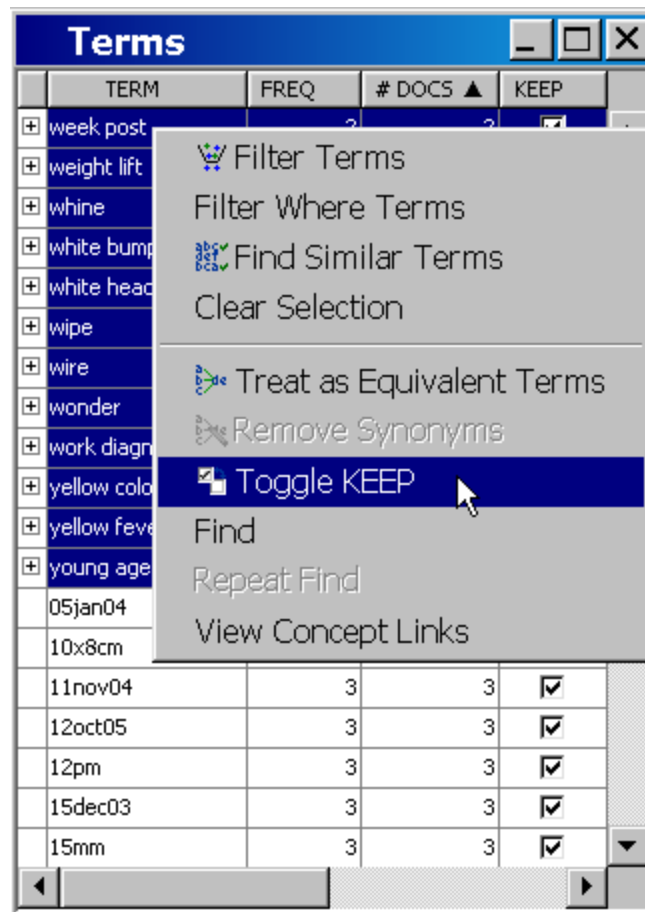 Terms
TERM FREQ # DOCS ▲ KEEP
week post
weight lift
whine
white bump
white head
wipe
wire
wonder
work diagn
yellow colo
yellow feve
young age
Filter Terms
Filter Where Terms
Find Similar Terms
Clear Selection
Treat as Equivalent Terms
Remove Synonyms
Toggle KEEP
Find
Repeat Find
View Concept Links
05jan04
10x8cm
11nov04 3 3
12oct05 3 3
12pm 3 3
15dec03 3 3
15mm 3 3